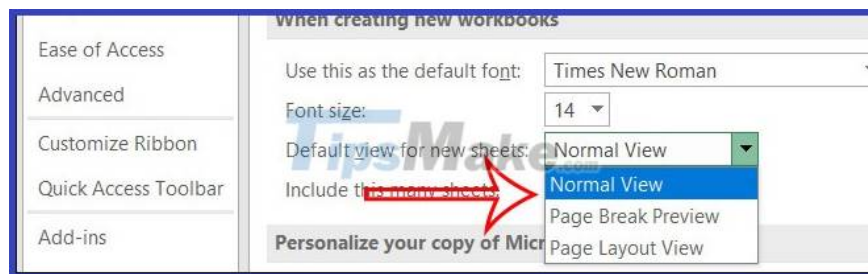 When creating new workbooks
Ease of Access
Use this as the default font: Times New Roman
Advanced
Font size: 14
Customize Ribbon
Default view for new sheets: Normal View
TipsMake.com
Quick Access Toolbar
Include this many sheets:
Normal View
Page Break Preview
Add-ins
Personalize your copy of Micr
Page Layout View